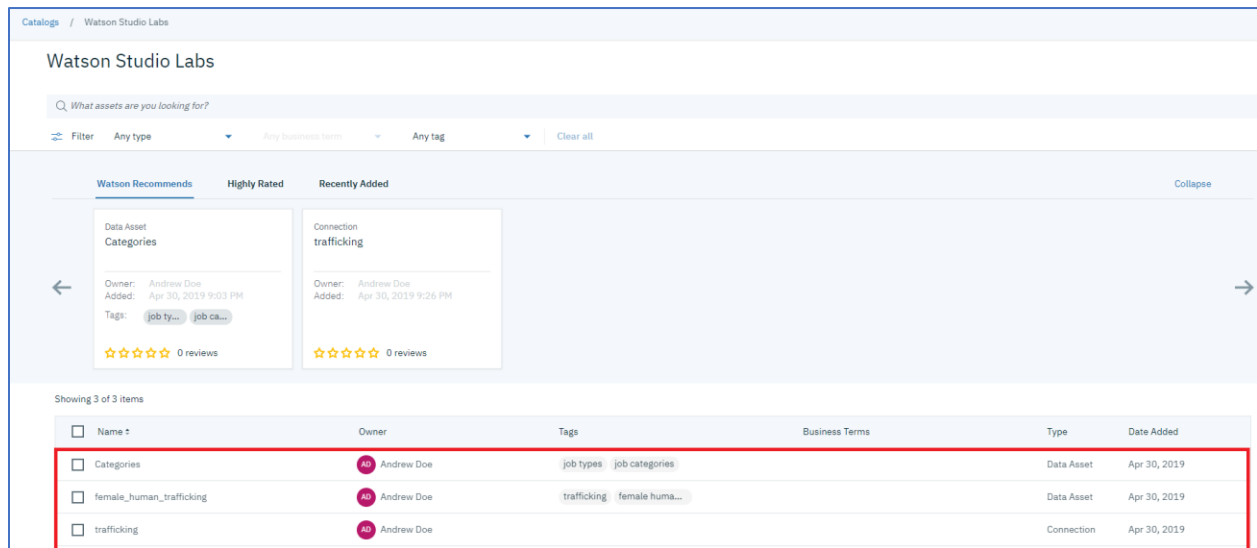 Catalogs / Watson Studio Labs
Watson Studio Labs
What assets are you looking for?
Filter Any type Any business term Any tag Clear all
Watson Recommends Highly Rated Recently Added Collapse
Data Asset
Categories
Owner: Andrew Doe
Added: Apr 30, 2019 9:03 PM
Tags: job ty... job ca...
0 reviews
Connection
trafficking
Owner: Andrew Doe
Added: Apr 30, 2019 9:26 PM
0 reviews
Showing 3 of 3 items
Name Owner Tags Business Terms Type Date Added
Categories AD Andrew Doe job types job categories Data Asset Apr 30, 2019
female_human_trafficking AD Andrew Doe trafficking female huma... Data Asset Apr 30, 2019
trafficking AD Andrew Doe Connection Apr 30, 2019